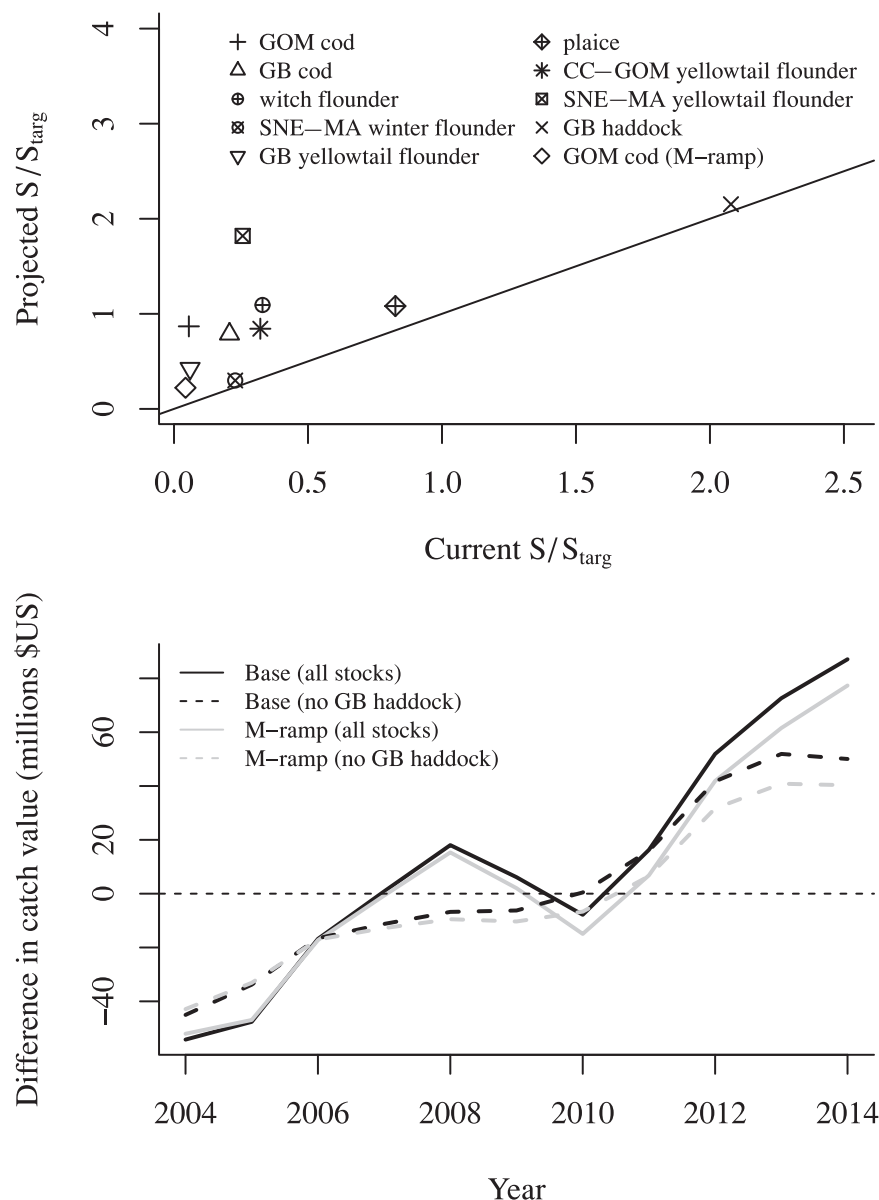 4
3
2
1
0
Projected S/S_targ
GOM cod
GB cod
witch flounder
SNE–MA winter flounder
GB yellowtail flounder
plaice
CC–GOM yellowtail flounder
SNE–MA yellowtail flounder
GB haddock
GOM cod (M–ramp)
0.0 0.5 1.0 1.5 2.0 2.5
Current S/S_targ
Difference in catch value (millions $US)
60
20
0
–40
Base (all stocks)
Base (no GB haddock)
M–ramp (all stocks)
M–ramp (no GB haddock)
2004 2006 2008 2010 2012 2014
Year